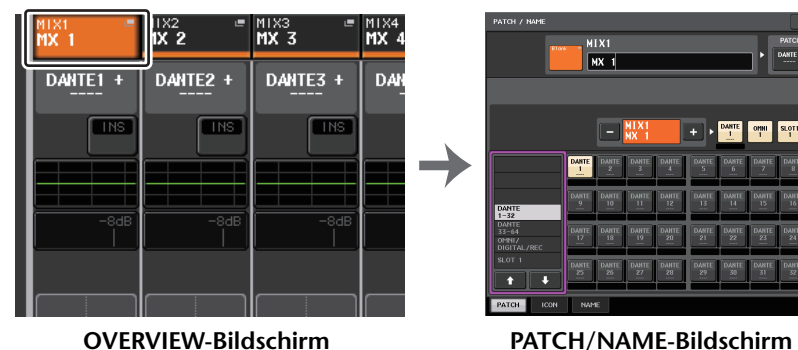 MIX1
MX 1
MIX2
MX 2
MIX3
MX 3
MIX4
MX 4
DANTE1 +
----
DANTE2 +
----
DANTE3 +
----
DAN
INS
INS
INS
-8dB
-8dB
-8dB
OVERVIEW-Bildschirm
PATCH / NAME
Blank
MIX1
MX 1
PATCH
DANTE
----
MIX1
MX 1
DANTE 1
OMNI 1
SLOT1 1
DANTE 1
DANTE 2
DANTE 3
DANTE 4
DANTE 5
DANTE 6
DANTE 7
DANTE 8
DANTE 9
DANTE 10
DANTE 11
DANTE 12
DANTE 13
DANTE 14
DANTE 15
DANTE 16
DANTE 17
DANTE 18
DANTE 19
DANTE 20
DANTE 21
DANTE 22
DANTE 23
DANTE 24
DANTE 25
DANTE 26
DANTE 27
DANTE 28
DANTE 29
DANTE 30
DANTE 31
DANTE 32
DANTE
1-32
DANTE
33-64
OMNI/
DIGITAL/REC
SLOT 1
PATCH
ICON
NAME
PATCH/NAME-Bildschirm